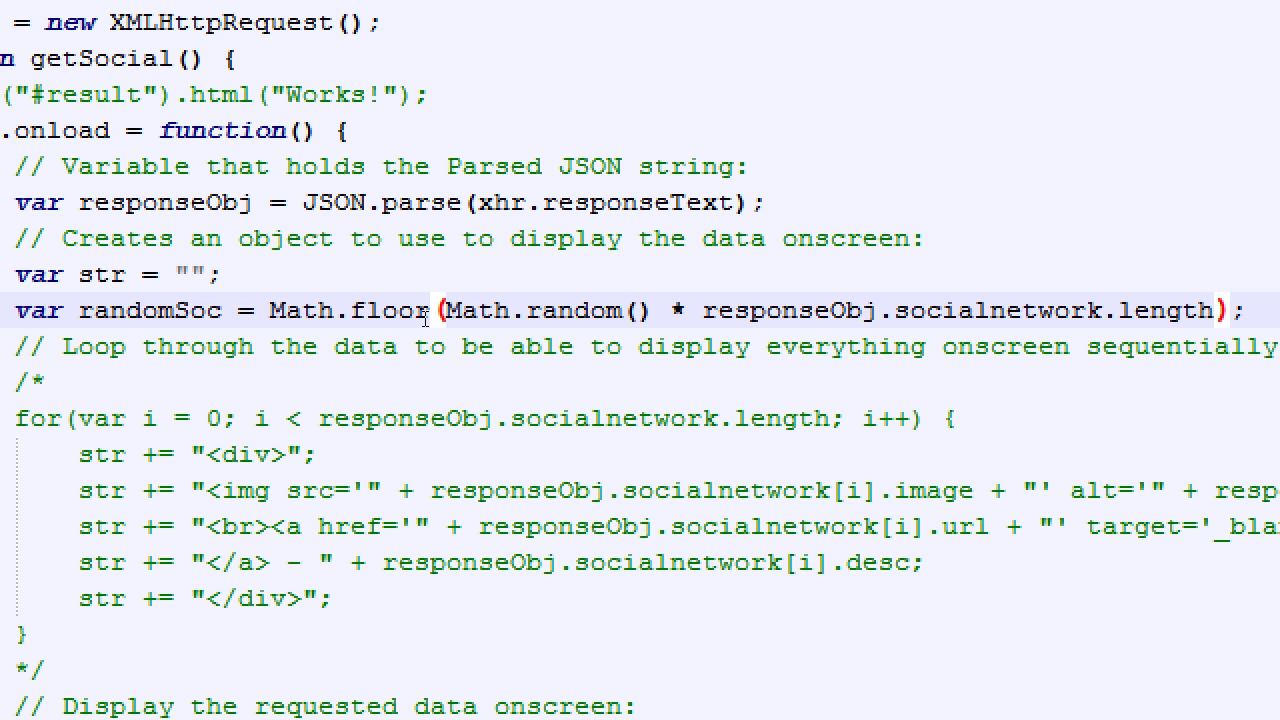 = new XMLHttpRequest();
n getSocial() {
("#result").html("Works!");
.onload = function() {
// Variable that holds the Parsed JSON string:
var responseObj = JSON.parse(xhr.responseText);
// Creates an object to use to display the data onscreen:
var str = "";
var randomSoc = Math.floor(Math.random() * responseObj.socialnetwork.length);
// Loop through the data to be able to display everything onscreen sequentially
/*
for(var i = 0; i < responseObj.socialnetwork.length; i++) {
str += "<div>";
str += "<img src='" + responseObj.socialnetwork[i].image + "' alt='" + resp
str += "<br><a href='" + responseObj.socialnetwork[i].url + "' target='_bla
str += "</a> - " + responseObj.socialnetwork[i].desc;
str += "</div>";
}
*/
// Display the requested data onscreen: